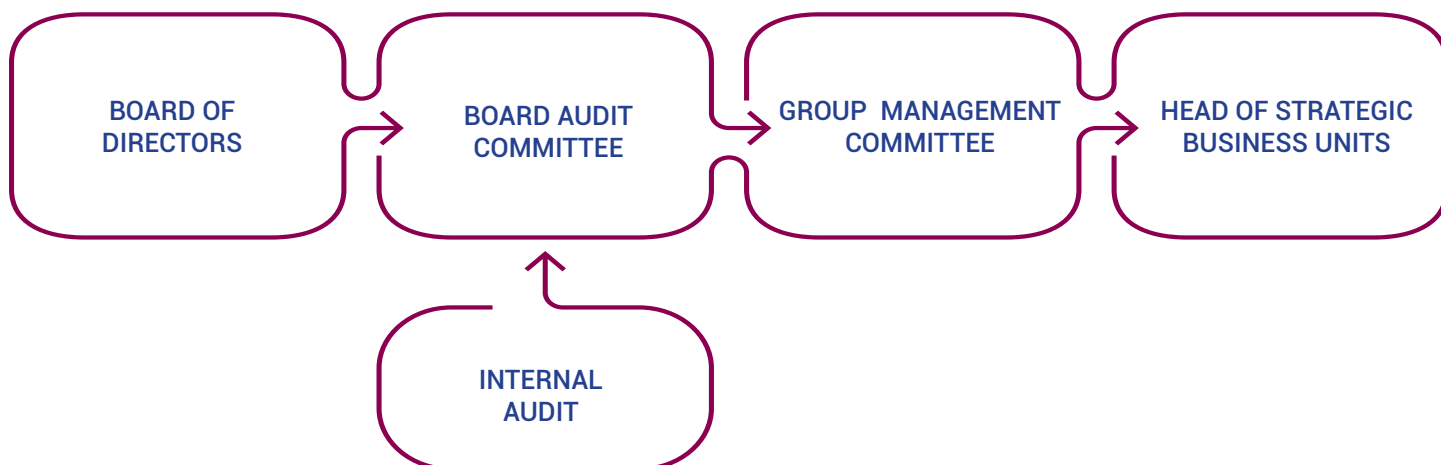 BOARD OF
DIRECTORS
BOARD AUDIT
COMMITTEE
GROUP MANAGEMENT
COMMITTEE
HEAD OF STRATEGIC
BUSINESS UNITS
INTERNAL
AUDIT